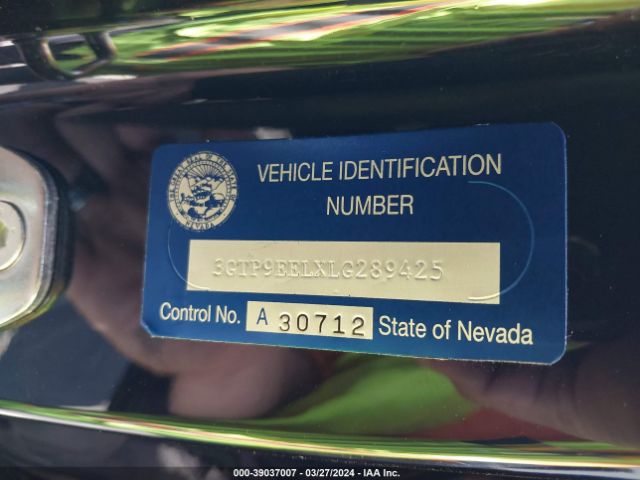 VEHICLE IDENTIFICATION
NUMBER
3GTP9EELXLG289425
Control No. A 30712 State of Nevada
000-39037007 - 03/27/2024 - IAA Inc.